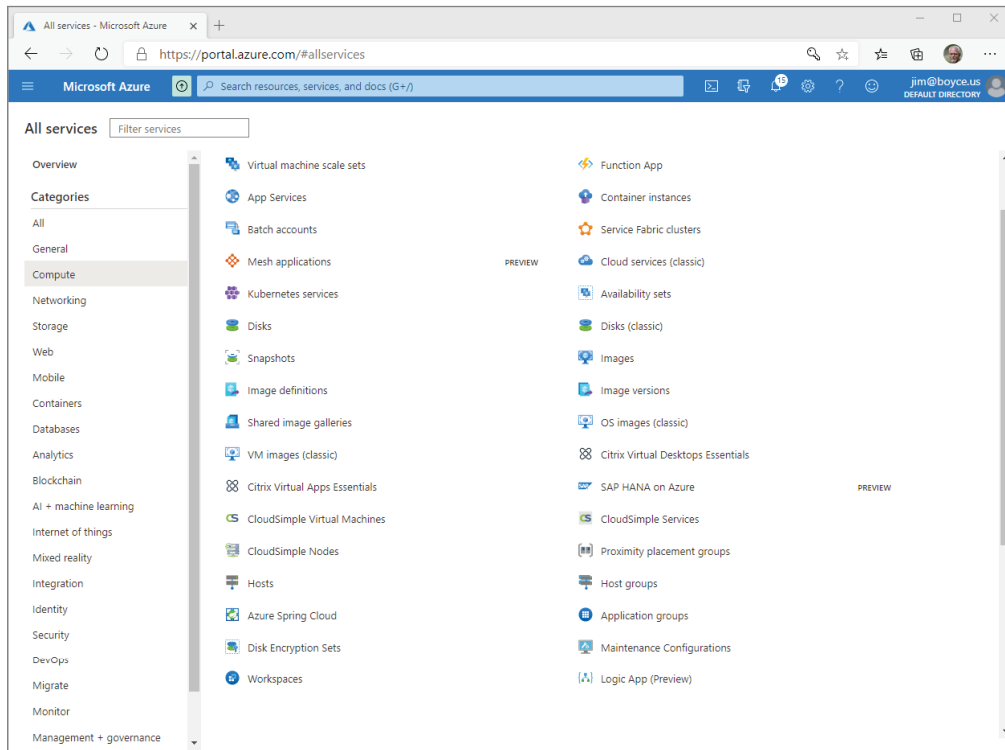 All services - Microsoft Azure
https://portal.azure.com/#allservices
Microsoft Azure
Search resources, services, and docs (G+/)
15
jim@boyce.us
DEFAULT DIRECTORY
All services
Filter services
Overview
Categories
All
General
Compute
Networking
Storage
Web
Mobile
Containers
Databases
Analytics
Blockchain
AI + machine learning
Internet of things
Mixed reality
Integration
Identity
Security
DevOps
Migrate
Monitor
Management + governance
Virtual machine scale sets
Function App
App Services
Container instances
Batch accounts
Service Fabric clusters
Mesh applications PREVIEW
Cloud services (classic)
Kubernetes services
Availability sets
Disks
Disks (classic)
Snapshots
Images
Image definitions
Image versions
Shared image galleries
OS images (classic)
VM images (classic)
Citrix Virtual Desktops Essentials
Citrix Virtual Apps Essentials
SAP HANA on Azure PREVIEW
CS CloudSimple Virtual Machines
CS CloudSimple Services
CloudSimple Nodes
Proximity placement groups
Hosts
Host groups
Azure Spring Cloud
Application groups
Disk Encryption Sets
Maintenance Configurations
Workspaces
Logic App (Preview)